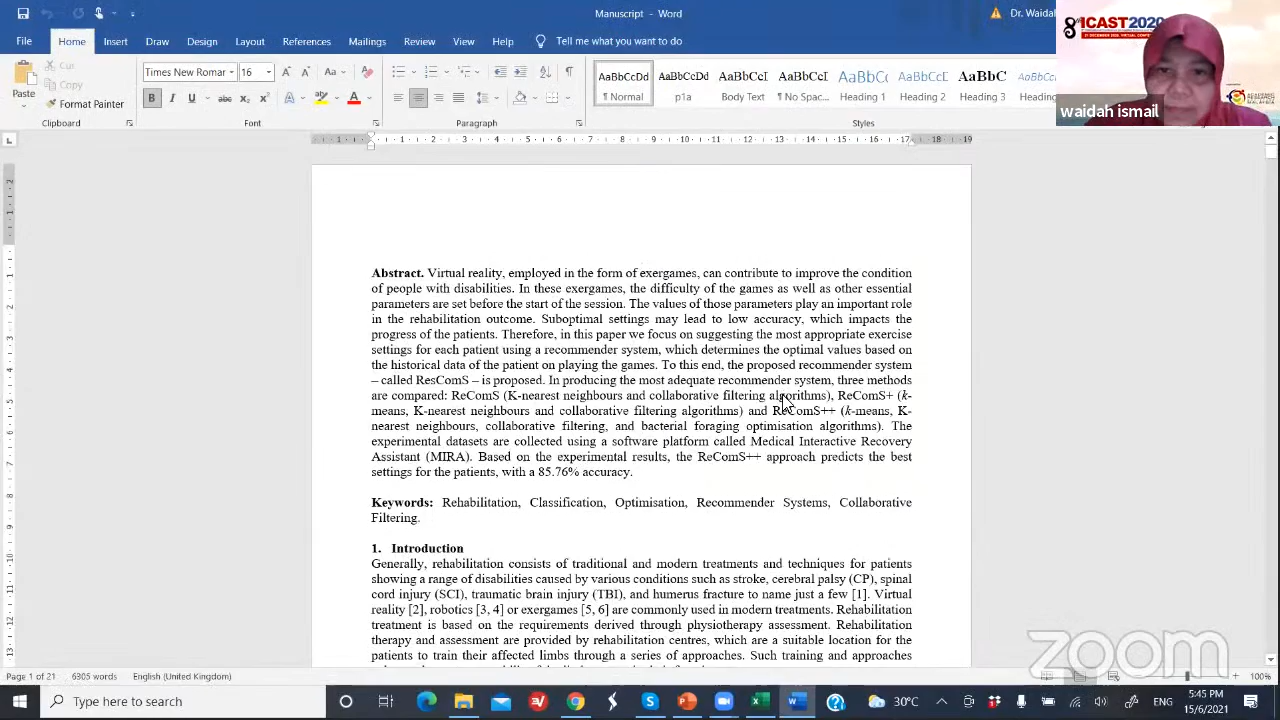 File Home Insert Draw Design Layout References Mailings Review View Help Tell me what you want to do
Dr. Waidah
8th ICAST2020
waidah ismail
Cut
Copy
Paste
Format Painter
Clipboard
Times New Roma 16
B I U abc
Font
Paragraph
AaBbCcDd AaBbCcDd AaBbCcI AaBbCcI AaBbCc AaBbCcD AaBbC
¶ Normal p1a Body Text ¶ No Spac... Heading 1 Heading 2 Heading 3 Heading 4
Styles
Abstract. Virtual reality, employed in the form of exergames, can contribute to improve the condition
of people with disabilities. In these exergames, the difficulty of the games as well as other essential
parameters are set before the start of the session. The values of those parameters play an important role
in the rehabilitation outcome. Suboptimal settings may lead to low accuracy, which impacts the
progress of the patients. Therefore, in this paper we focus on suggesting the most appropriate exercise
settings for each patient using a recommender system, which determines the optimal values based on
the historical data of the patient on playing the games. To this end, the proposed recommender system
– called ResComS – is proposed. In producing the most adequate recommender system, three methods
are compared: ReComS (K-nearest neighbours and collaborative filtering algorithms), ReComS+ (k-
means, K-nearest neighbours and collaborative filtering algorithms) and ReComS++ (k-means, K-
nearest neighbours, collaborative filtering, and bacterial foraging optimisation algorithms). The
experimental datasets are collected using a software platform called Medical Interactive Recovery
Assistant (MIRA). Based on the experimental results, the ReComS++ approach predicts the best
settings for the patients, with a 85.76% accuracy.
Keywords: Rehabilitation, Classification, Optimisation, Recommender Systems, Collaborative
Filtering.
1. Introduction
Generally, rehabilitation consists of traditional and modern treatments and techniques for patients
showing a range of disabilities caused by various conditions such as stroke, cerebral palsy (CP), spinal
cord injury (SCI), traumatic brain injury (TBI), and humerus fracture to name just a few [1]. Virtual
reality [2], robotics [3, 4] or exergames [5, 6] are commonly used in modern treatments. Rehabilitation
treatment is based on the requirements derived through physiotherapy assessment. Rehabilitation
therapy and assessment are provided by rehabilitation centres, which are a suitable location for the
patients to train their affected limbs through a series of approaches. Such training and approaches
zoom
Page 1 of 21 6305 words English (United Kingdom) 100%
Type here to search
5:45 PM
15/6/2021